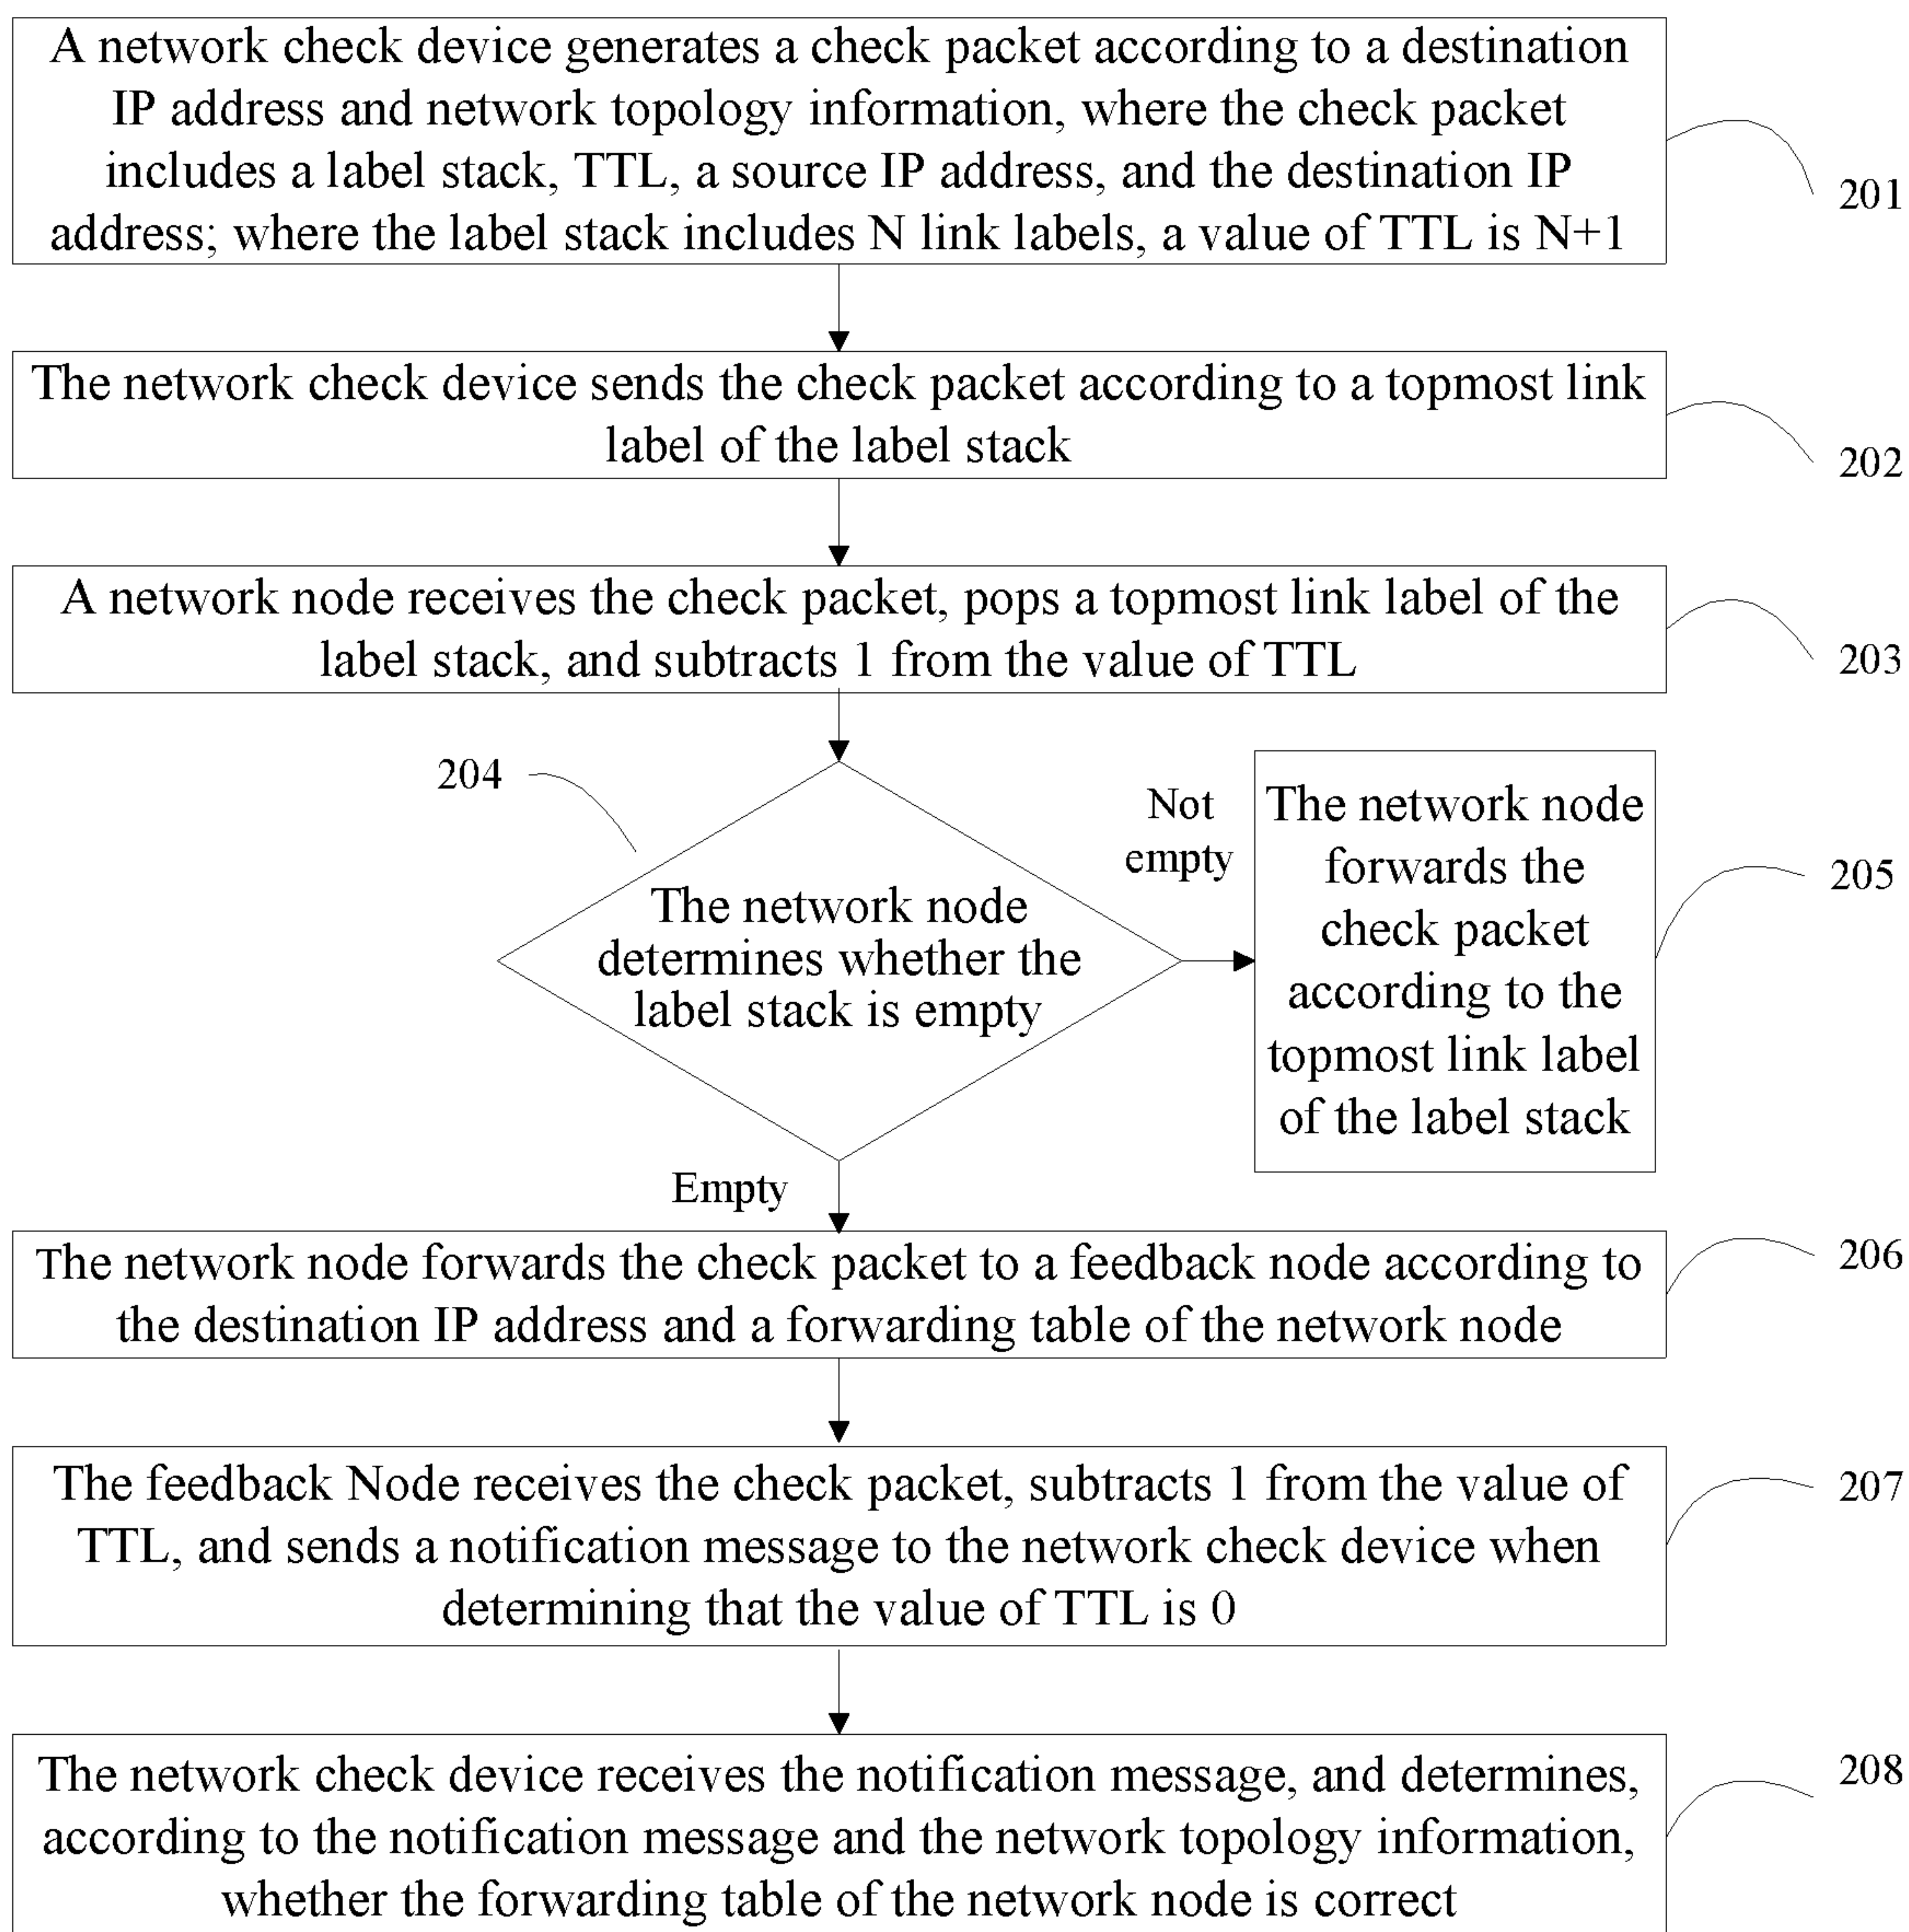 A network check device generates a check packet according to a destination
IP address and network topology information, where the check packet
includes a label stack, TTL, a source IP address, and the destination IP
address; where the label stack includes N link labels, a value of TTL is N+1
201
The network check device sends the check packet according to a topmost link
label of the label stack
202
A network node receives the check packet, pops a topmost link label of the
label stack, and subtracts 1 from the value of TTL
203
204
The network node
determines whether the
label stack is empty
Not
empty
The network node
forwards the
check packet
according to the
topmost link label
of the label stack
205
Empty
The network node forwards the check packet to a feedback node according to
the destination IP address and a forwarding table of the network node
206
The feedback Node receives the check packet, subtracts 1 from the value of
TTL, and sends a notification message to the network check device when
determining that the value of TTL is 0
207
The network check device receives the notification message, and determines,
according to the notification message and the network topology information,
whether the forwarding table of the network node is correct
208